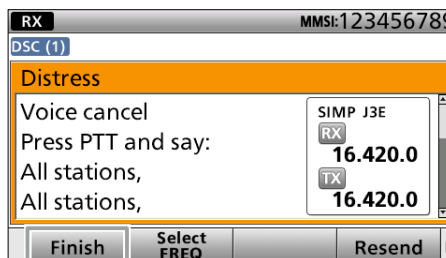 RX MMSI:123456789
DSC (1)
Distress
Voice cancel
Press PTT and say:
All stations,
All stations,
SIMP J3E
RX
16.420.0
TX
16.420.0
Finish
Select
FREQ
Resend